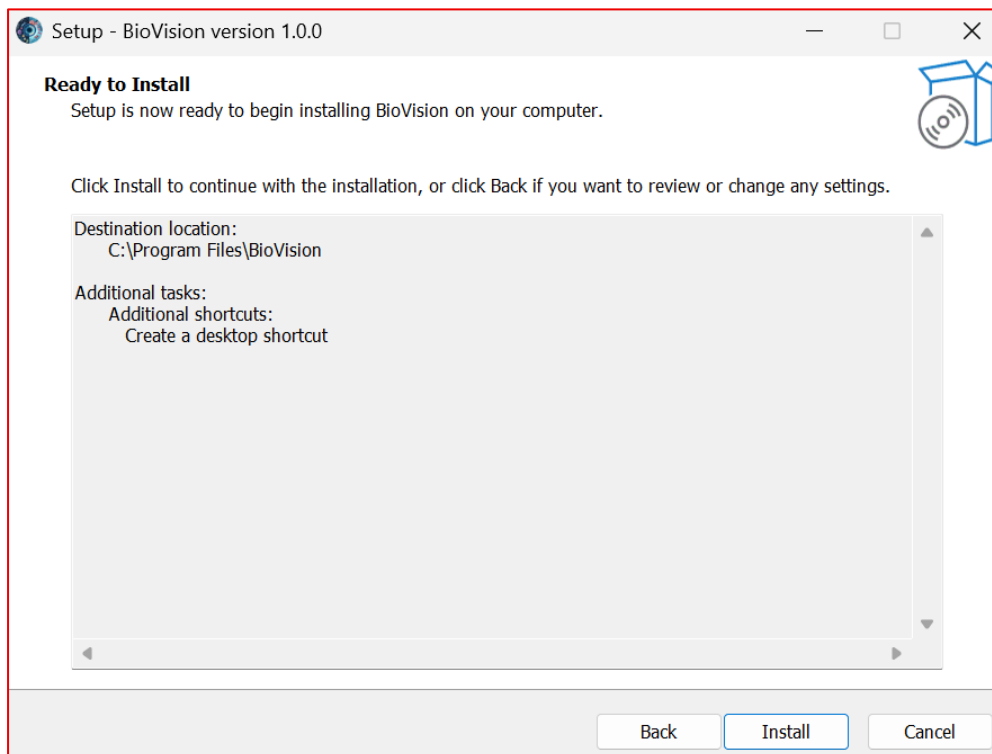 Setup - BioVision version 1.0.0
Ready to Install
Setup is now ready to begin installing BioVision on your computer.
Click Install to continue with the installation, or click Back if you want to review or change any settings.
Destination location:
C:\Program Files\BioVision
Additional tasks:
Additional shortcuts:
Create a desktop shortcut
Back
Install
Cancel